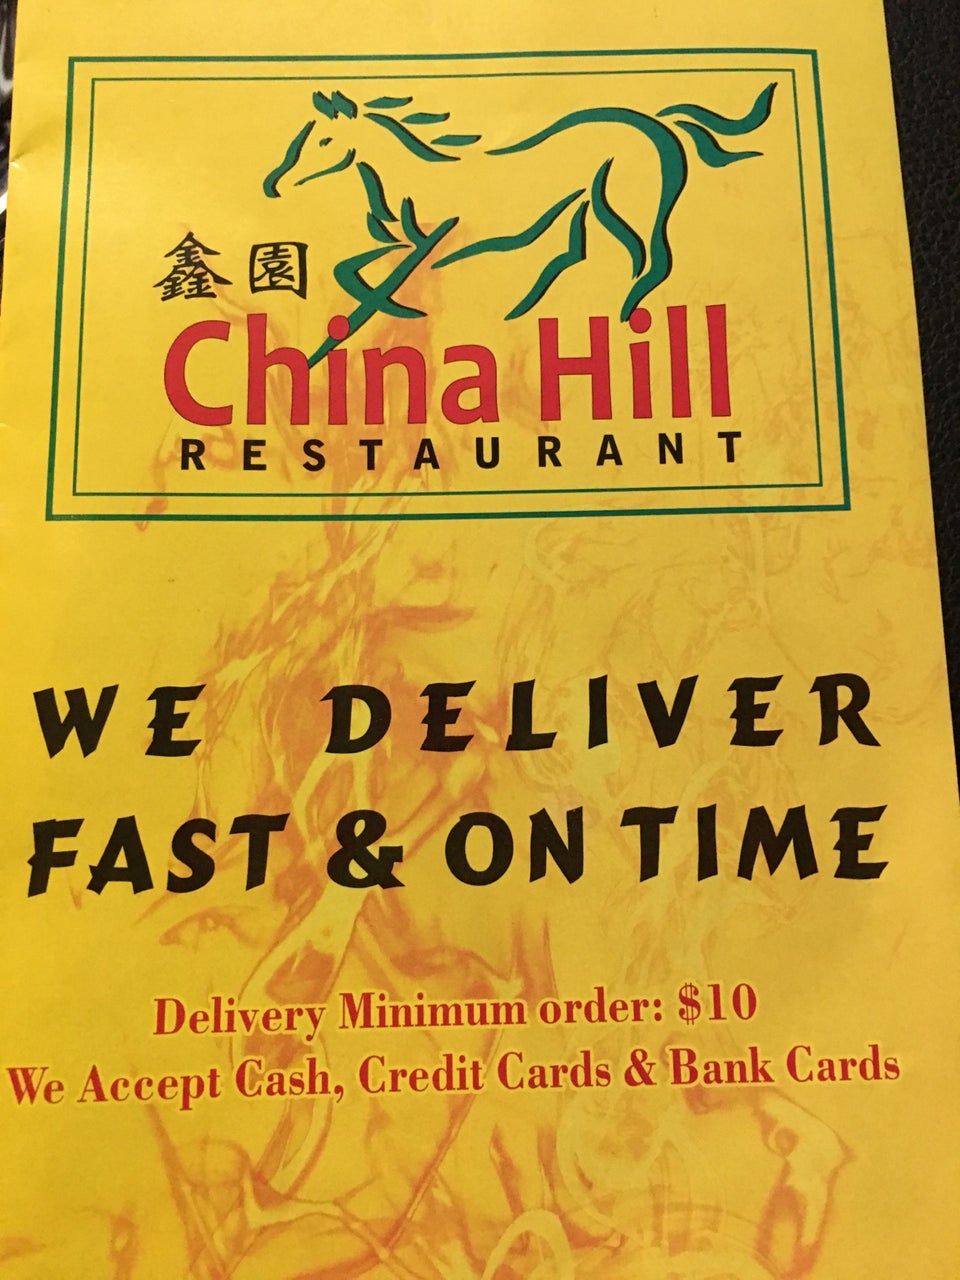 鑫園
China Hill
RESTAURANT
WE DELIVER
FAST & ON TIME
Delivery Minimum order: $10
We Accept Cash, Credit Cards & Bank Cards